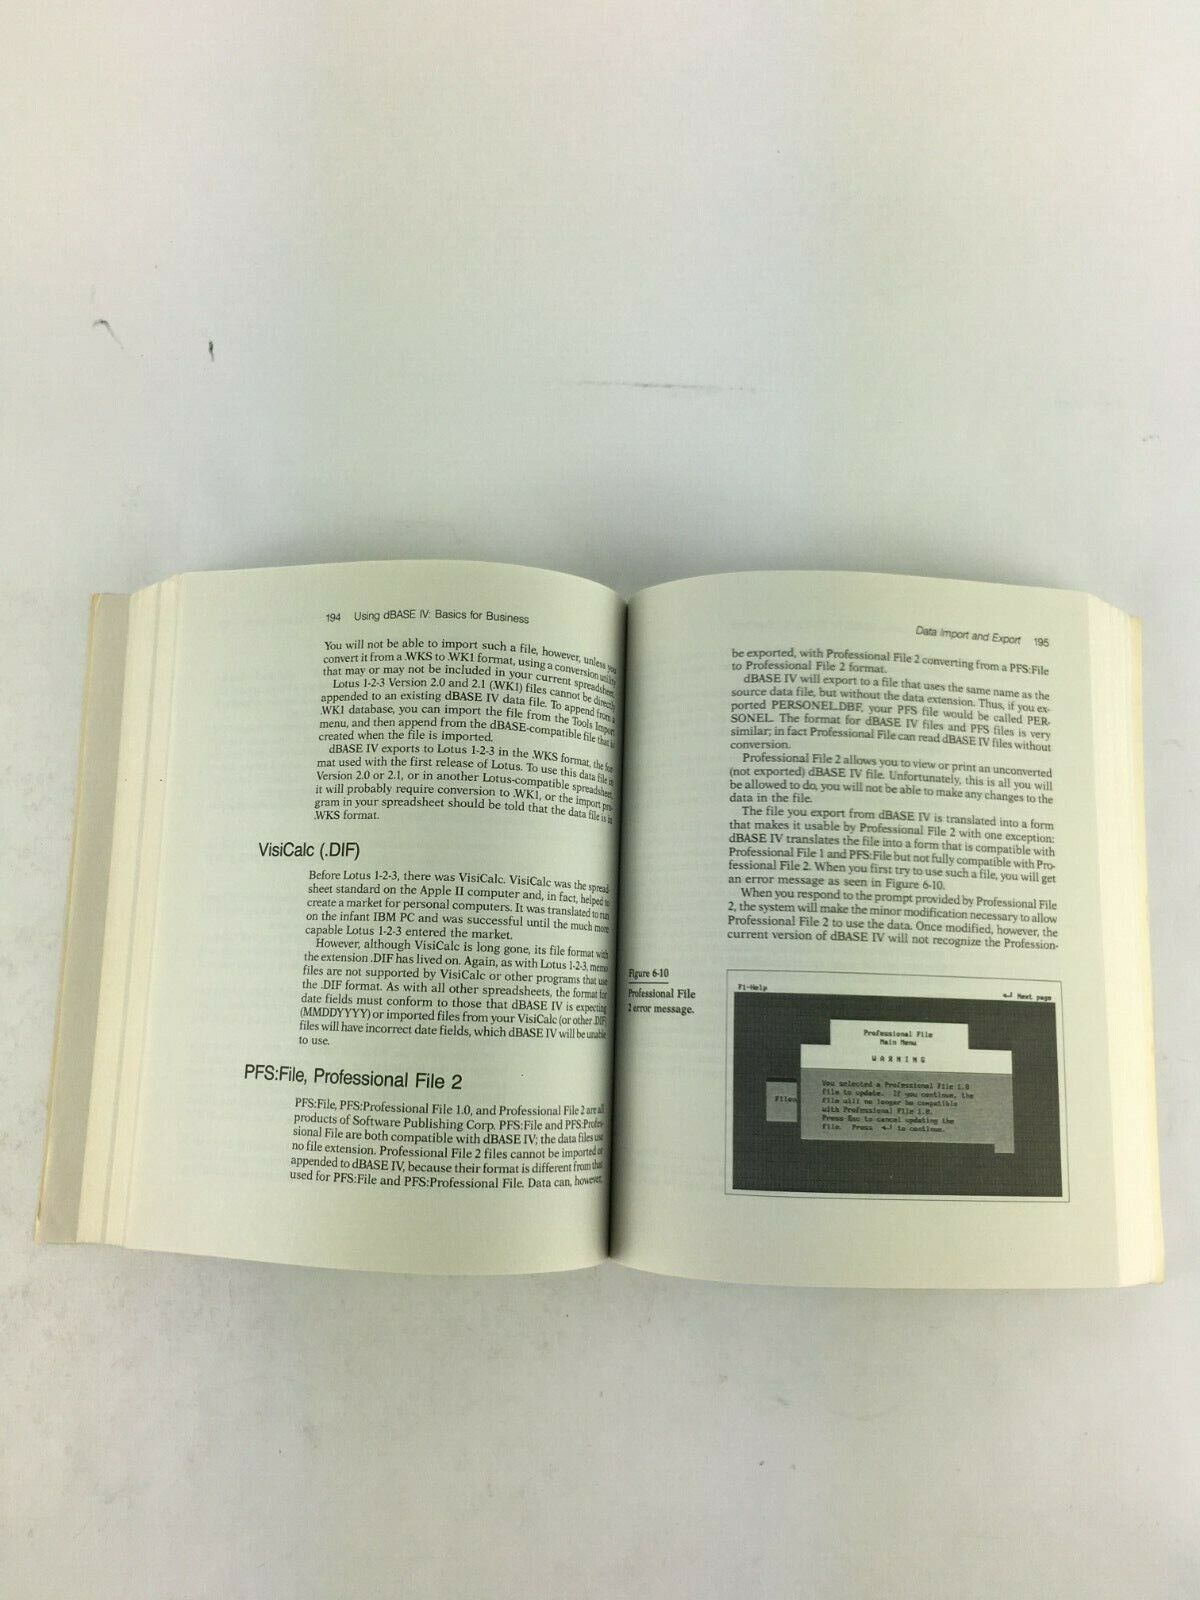 194 Using dBASE IV: Basics for Business
You will not be able to import such a file, however, unless you
convert it from a .WKS to .WK1 format, using a conversion utility
that may or may not be included in your current spreadsheet.
Lotus 1-2-3 Version 2.0 and 2.1 (.WK1) files cannot be directly
appended to an existing dBASE IV data file. To append from a
.WK1 database, you can import the file from the Tools Import
menu, and then append from the dBASE-compatible file that is
created when the file is imported.
dBASE IV exports to Lotus 1-2-3 in the .WKS format, the for-
mat used with the first release of Lotus. To use this data file in
Version 2.0 or 2.1, or in another Lotus-compatible spreadsheet,
it will probably require conversion to .WK1, or the import pro-
gram in your spreadsheet should be told that the data file is in
.WKS format.
VisiCalc (.DIF)
Before Lotus 1-2-3, there was VisiCalc. VisiCalc was the spread-
sheet standard on the Apple II computer and, in fact, helped to
create a market for personal computers. It was translated to run
on the infant IBM PC and was successful until the much more
capable Lotus 1-2-3 entered the market.
However, although VisiCalc is long gone, its file format with
the extension .DIF has lived on. Again, as with Lotus 1-2-3, memo
files are not supported by VisiCalc or other programs that use
the .DIF format. As with all other spreadsheets, the format for
date fields must conform to those that dBASE IV is expecting
(MMDDYYYY) or imported files from your VisiCalc (or other .DIF)
files will have incorrect date fields, which dBASE IV will be unable
to use.
PFS:File, Professional File 2
PFS:File, PFS:Professional File 1.0, and Professional File 2 are all
products of Software Publishing Corp. PFS:File and PFS:Profes-
sional File are both compatible with dBASE IV; the data files use
no file extension. Professional File 2 files cannot be imported or
appended to dBASE IV, because their format is different from that
used for PFS:File and PFS:Professional File. Data can, however,
Data Import and Export 195
be exported, with Professional File 2 converting from a PFS:File
to Professional File 2 format.
dBASE IV will export to a file that uses the same name as the
source data file, but without the data extension. Thus, if you ex-
ported PERSONEL.DBF, your PFS file would be called PER-
SONEL. The format for dBASE IV files and PFS files is very
similar; in fact Professional File can read dBASE IV files without
conversion.
Professional File 2 allows you to view or print an unconverted
(not exported) dBASE IV file. Unfortunately, this is all you will
be allowed to do, you will not be able to make any changes to the
data in the file.
The file you export from dBASE IV is translated into a form
that makes it usable by Professional File 2 with one exception:
dBASE IV translates the file into a form that is compatible with
Professional File 1 and PFS:File but not fully compatible with Pro-
fessional File 2. When you first try to use such a file, you will get
an error message as seen in Figure 6-10.
When you respond to the prompt provided by Professional File
2, the system will make the minor modification necessary to allow
Professional File 2 to use the data. Once modified, however, the
current version of dBASE IV will not recognize the Profession-
Figure 6-10
Professional File
2 error message.
F1-Help
↵ Next page
Professional File
Main Menu
WARNING
Filen
You selected a Professional File 1.0
file to update. If you continue, the
file will no longer be compatible
with Professional File 1.0.
Press Esc to cancel updating the
file. Press ↵ to continue.